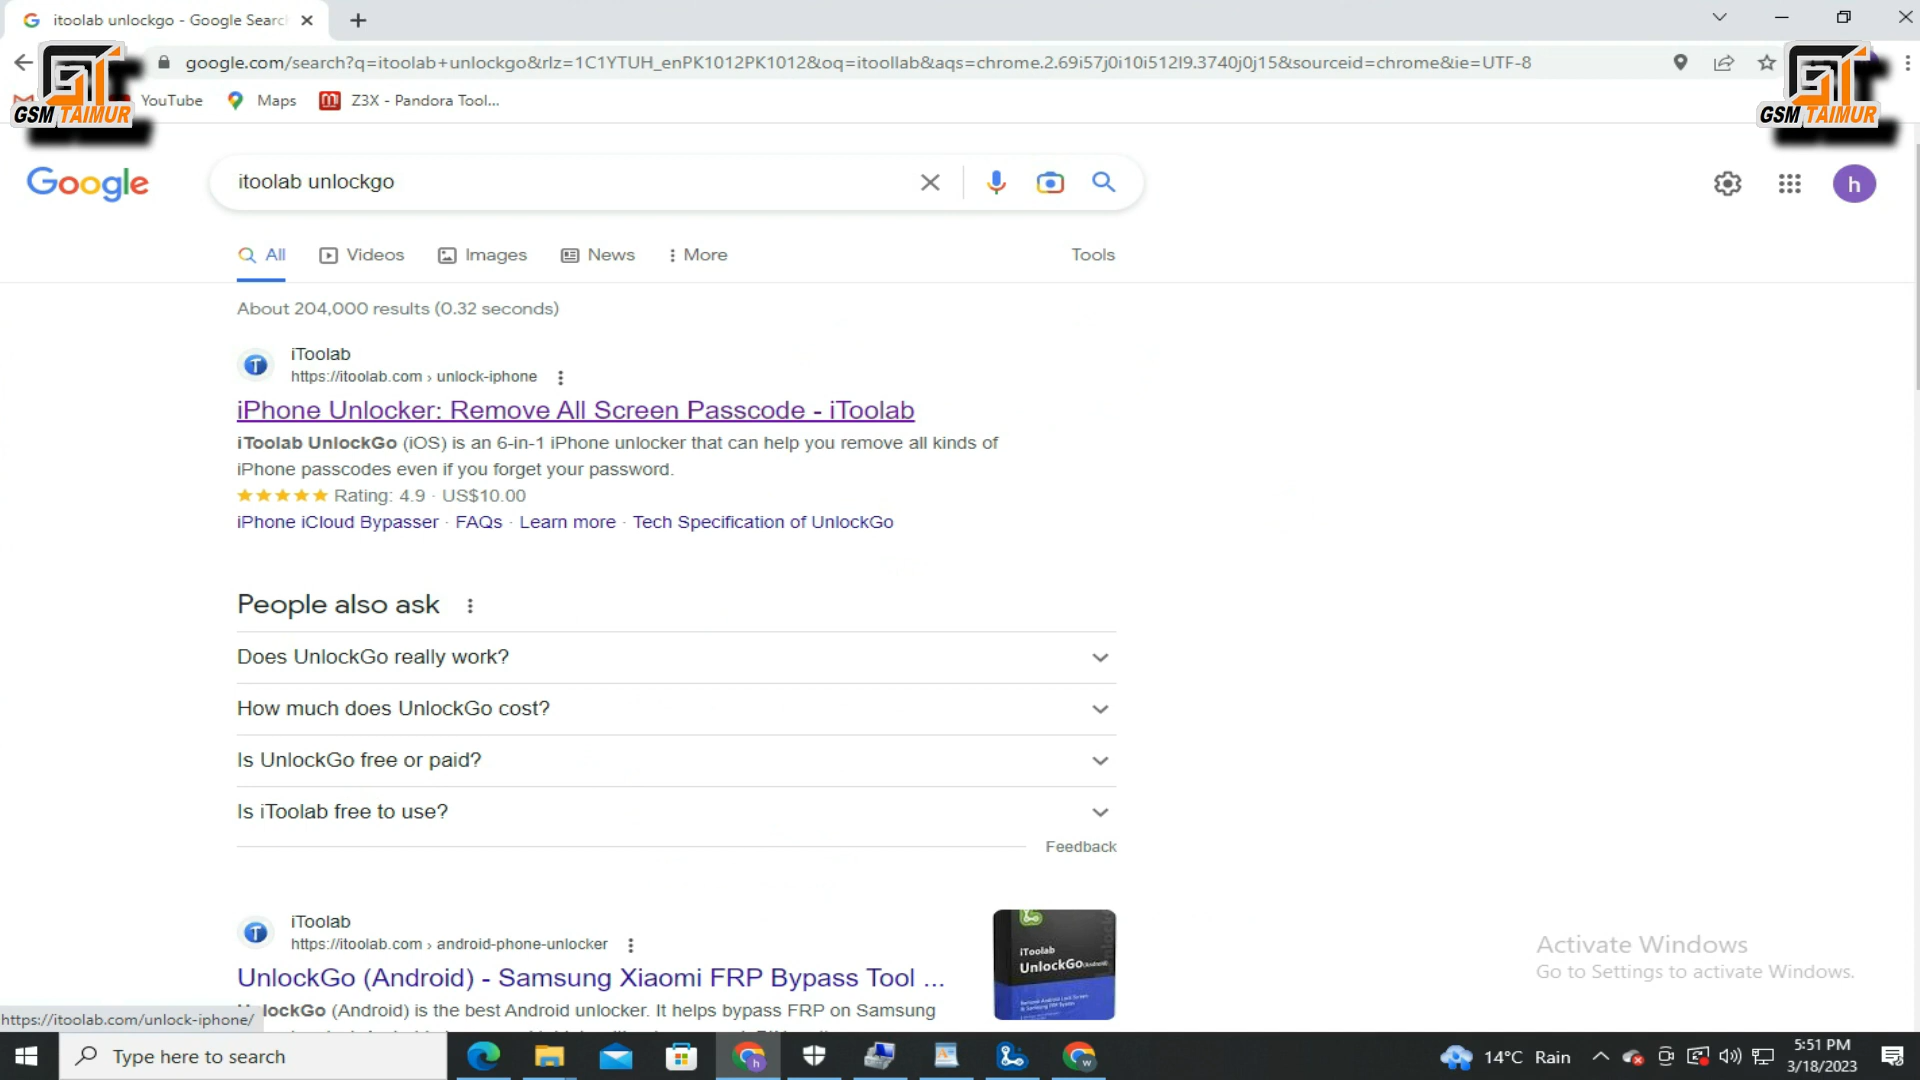 itoolab unlockgo - Google Searc
google.com/search?q=itoolab+unlockgo&rlz=1C1YTUH_enPK1012PK1012&oq=itoollab&aqs=chrome.2.69i57j0i10i512l9.3740j0j15&sourceid=chrome&ie=UTF-8
YouTube
Maps
Z3X - Pandora Tool...
GSM TAIMUR
GSM TAIMUR
Google
itoolab unlockgo
h
All
Videos
Images
News
More
Tools
About 204,000 results (0.32 seconds)
iToolab
https://itoolab.com › unlock-iphone
iPhone Unlocker: Remove All Screen Passcode - iToolab
iToolab UnlockGo (iOS) is an 6-in-1 iPhone unlocker that can help you remove all kinds of
iPhone passcodes even if you forget your password.
Rating: 4.9 · US$10.00
iPhone iCloud Bypasser · FAQs · Learn more · Tech Specification of UnlockGo
People also ask
Does UnlockGo really work?
How much does UnlockGo cost?
Is UnlockGo free or paid?
Is iToolab free to use?
Feedback
iToolab
https://itoolab.com › android-phone-unlocker
UnlockGo (Android) - Samsung Xiaomi FRP Bypass Tool ...
lockGo (Android) is the best Android unlocker. It helps bypass FRP on Samsung
iToolab
UnlockGo(Android)
Activate Windows
Go to Settings to activate Windows.
https://itoolab.com/unlock-iphone/
Type here to search
14°C Rain
5:51 PM
3/18/2023